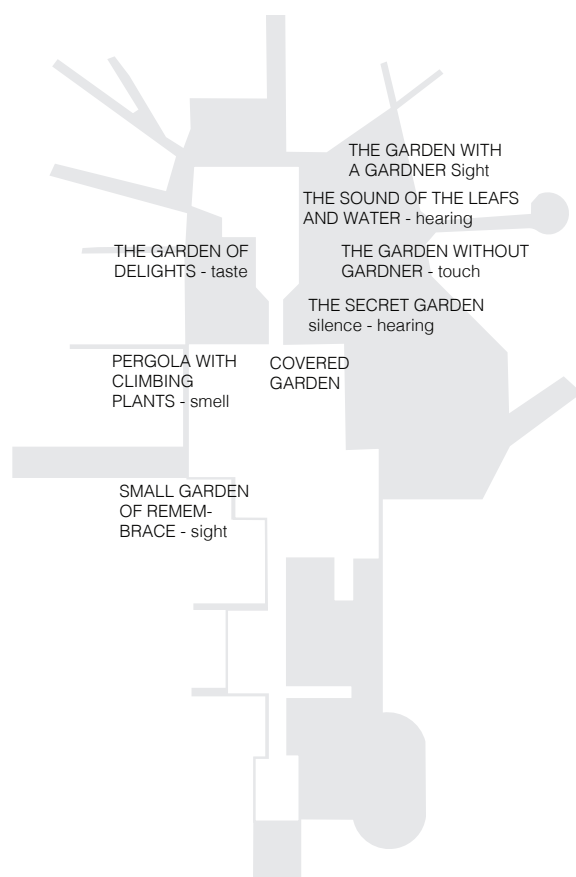 THE GARDEN WITH
A GARDNER Sight
THE SOUND OF THE LEAFS
AND WATER - hearing
THE GARDEN OF
DELIGHTS - taste
THE GARDEN WITHOUT
GARDNER - touch
THE SECRET GARDEN
silence - hearing
PERGOLA WITH
CLIMBING
PLANTS - smell
COVERED
GARDEN
SMALL GARDEN
OF REMEM-
BRACE - sight